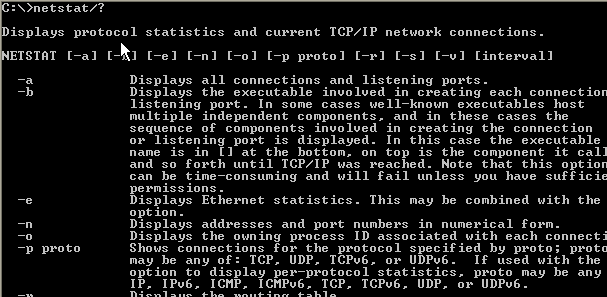 C:\>netstat/?
Displays protocol statistics and current TCP/IP network connections.
NETSTAT [-a] [-b] [-e] [-n] [-o] [-p proto] [-r] [-s] [-v] [interval]
-a Displays all connections and listening ports.
-b Displays the executable involved in creating each connection
listening port. In some cases well-known executables host
multiple independent components, and in these cases the
sequence of components involved in creating the connection
or listening port is displayed. In this case the executable
name is in [] at the bottom, on top is the component it call
and so forth until TCP/IP was reached. Note that this option
can be time-consuming and will fail unless you have sufficie
permissions.
-e Displays Ethernet statistics. This may be combined with the
option.
-n Displays addresses and port numbers in numerical form.
-o Displays the owning process ID associated with each connecti
-p proto Shows connections for the protocol specified by proto; proto
may be any of: TCP, UDP, TCPv6, or UDPv6. If used with the
option to display per-protocol statistics, proto may be any
IP, IPv6, ICMP, ICMPv6, TCP, TCPv6, UDP, or UDPv6.
-r Displays the routing table.